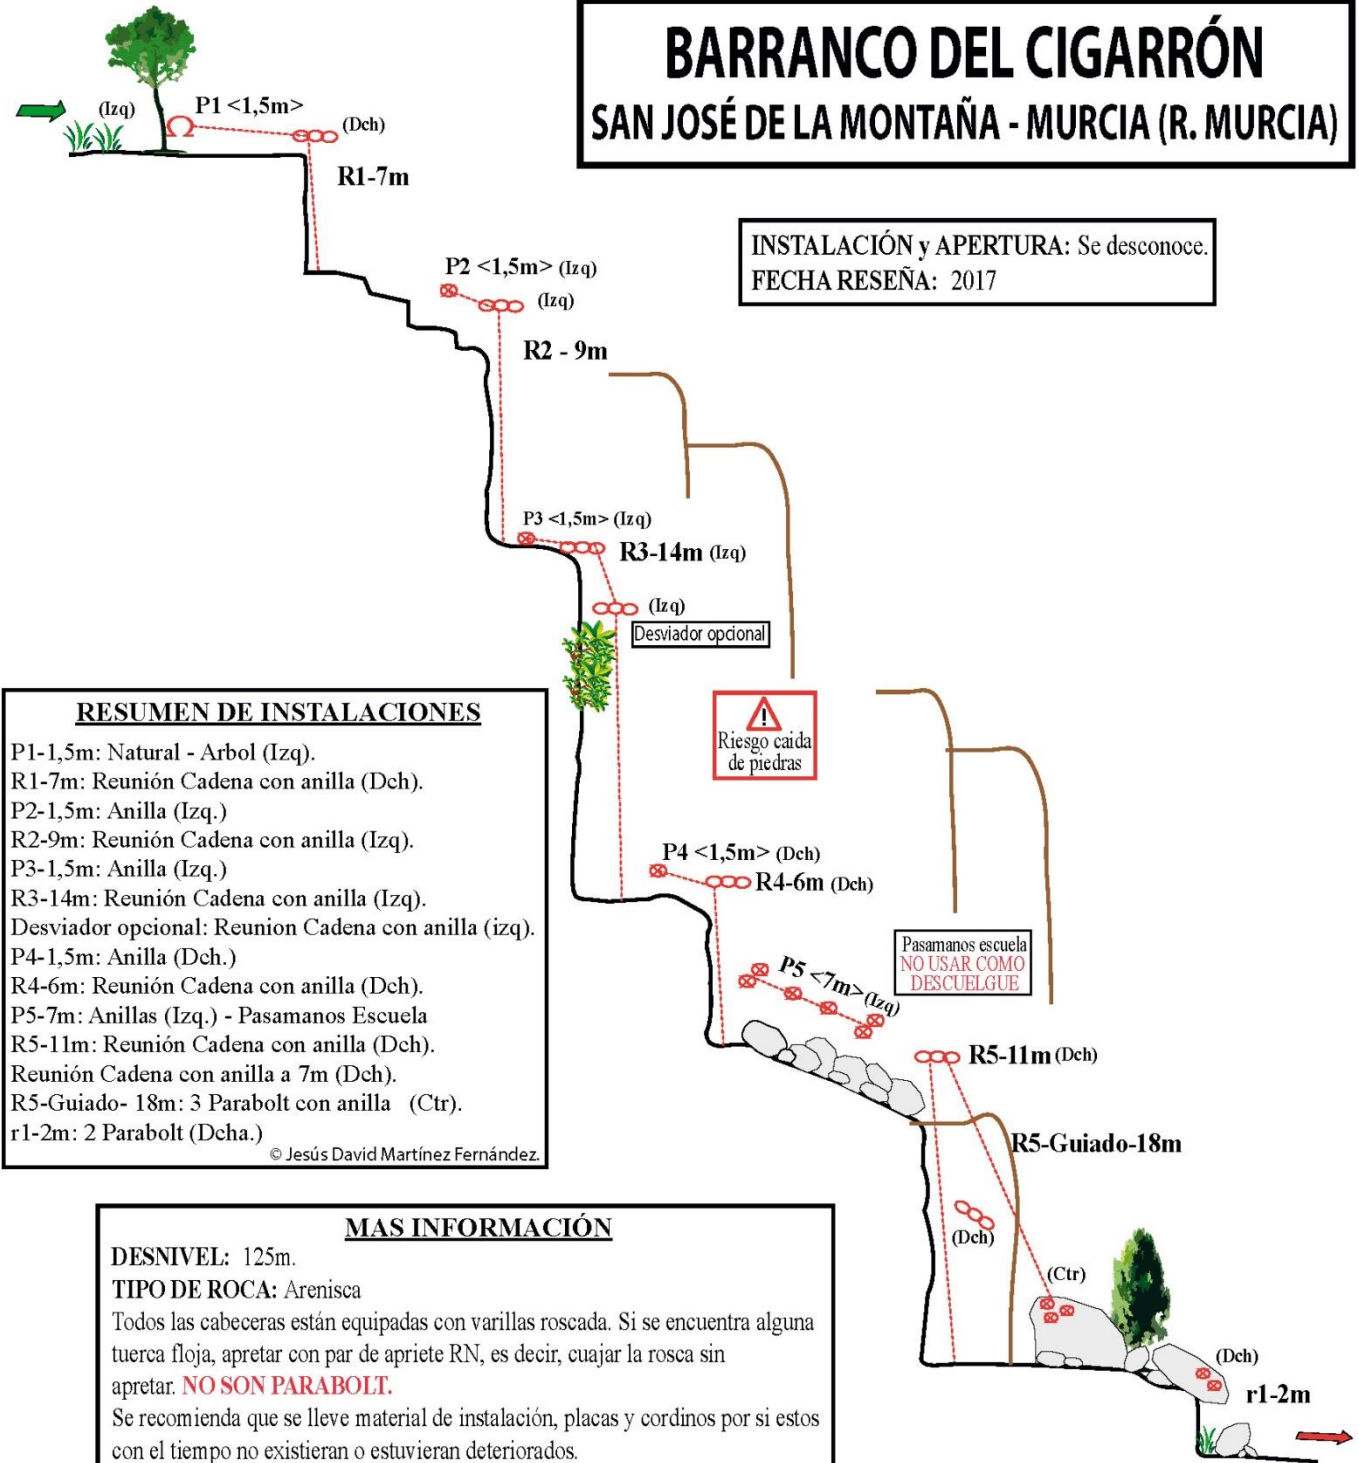 BARRANCO DEL CIGARRÓN
SAN JOSÉ DE LA MONTAÑA - MURCIA (R. MURCIA)
(Izq)
P1 <1,5m>
(Dch)
R1-7m
INSTALACIÓN y APERTURA: Se desconoce.
FECHA RESEÑA: 2017
P2 <1,5m> (Izq)
(Izq)
R2 - 9m
P3 <1,5m> (Izq)
R3-14m (Izq)
(Izq)
Desviador opcional
Riesgo caida
de piedras
RESUMEN DE INSTALACIONES
P1-1,5m: Natural - Arbol (Izq).
R1-7m: Reunión Cadena con anilla (Dch).
P2-1,5m: Anilla (Izq.)
R2-9m: Reunión Cadena con anilla (Izq).
P3-1,5m: Anilla (Izq.)
R3-14m: Reunión Cadena con anilla (Izq).
Desviador opcional: Reunion Cadena con anilla (izq).
P4-1,5m: Anilla (Dch.)
R4-6m: Reunión Cadena con anilla (Dch).
P5-7m: Anillas (Izq.) - Pasamanos Escuela
R5-11m: Reunión Cadena con anilla (Dch).
Reunión Cadena con anilla a 7m (Dch).
R5-Guiado- 18m: 3 Parabolt con anilla (Ctr).
r1-2m: 2 Parabolt (Dcha.)
© Jesús David Martínez Fernández.
P4 <1,5m> (Dch)
R4-6m (Dch)
P5 <7m> (Izq)
Pasamanos escuela
NO USAR COMO
DESCUELGUE
R5-11m (Dch)
R5-Guiado-18m
(Dch)
(Ctr)
(Dch)
r1-2m
MAS INFORMACIÓN
DESNIVEL: 125m.
TIPO DE ROCA: Arenisca
Todos las cabeceras están equipadas con varillas roscada. Si se encuentra alguna
tuerca floja, apretar con par de apriete RN, es decir, cuajar la rosca sin
apretar. NO SON PARABOLT.
Se recomienda que se lleve material de instalación, placas y cordinos por si estos
con el tiempo no existieran o estuvieran deteriorados.